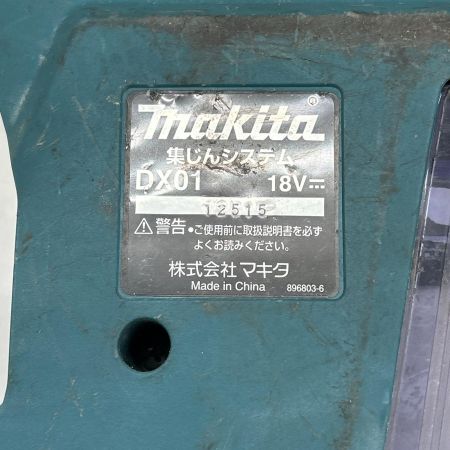 makita®
集じんシステム
DX01 18V⎓
12515
⚠警告 ●ご使用前に取扱説明書を必ず
よくお読みください。
株式会社マキタ
Made in China 896803-6